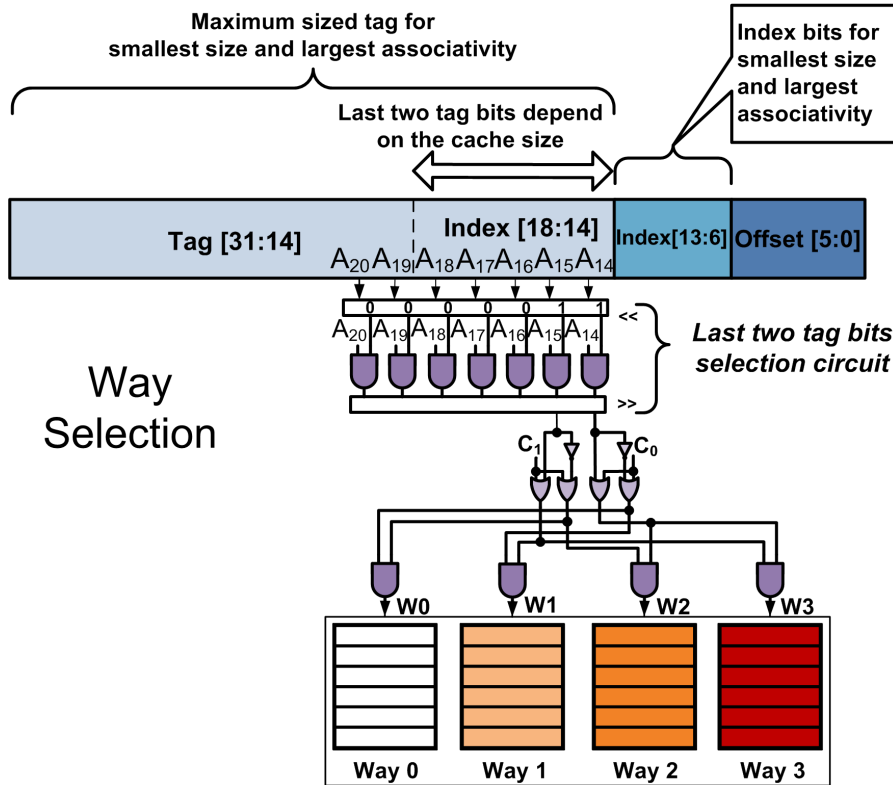 Maximum sized tag for
smallest size and largest associativity
Index bits for
smallest size
and largest
associativity
Last two tag bits depend
on the cache size
Tag [31:14]
Index [18:14]
Index[13:6]
Offset [5:0]
A20 A19 A18 A17 A16 A15 A14
0 0 0 0 0 1 1
<<
A20 A19 A18 A17 A16 A15 A14
Last two tag bits
selection circuit
>>
Way
Selection
C1
C0
W0
W1
W2
W3
Way 0
Way 1
Way 2
Way 3